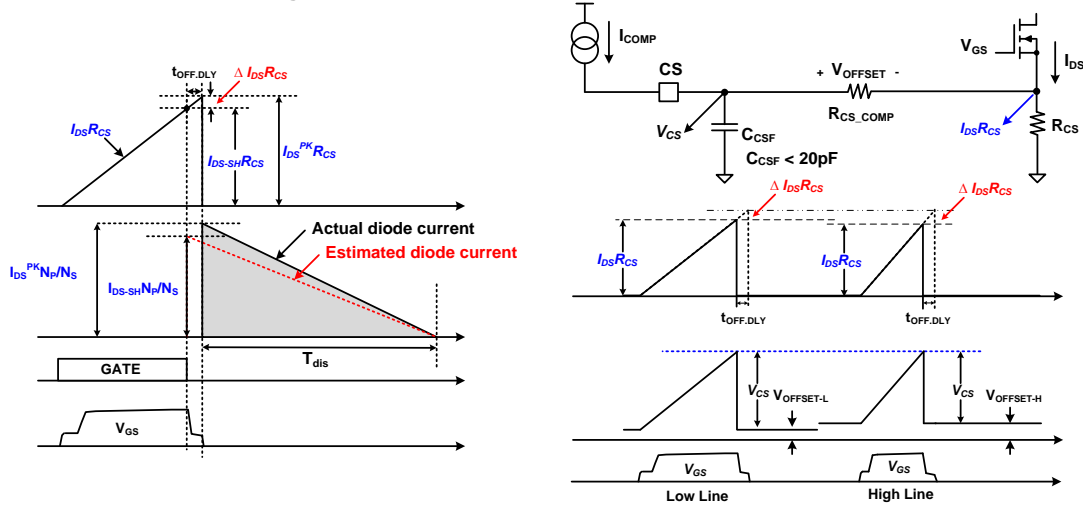 tOFF.DLY
Δ IDSRCS
IDSRCS
IDS-SHRCS
IDSPKRCS
Actual diode current
Estimated diode current
IDSPKNP/NS
IDS-SHNP/NS
Tdis
GATE
VGS
ICOMP
CS
+ VOFFSET -
RCS_COMP
VGS
IDS
VCS
CCSF
CCSF < 20pF
IDSRCS
RCS
Δ IDSRCS
Δ IDSRCS
IDSRCS
IDSRCS
tOFF.DLY
tOFF.DLY
VCS
VOFFSET-L
VCS
VOFFSET-H
VGS
VGS
Low Line
High Line